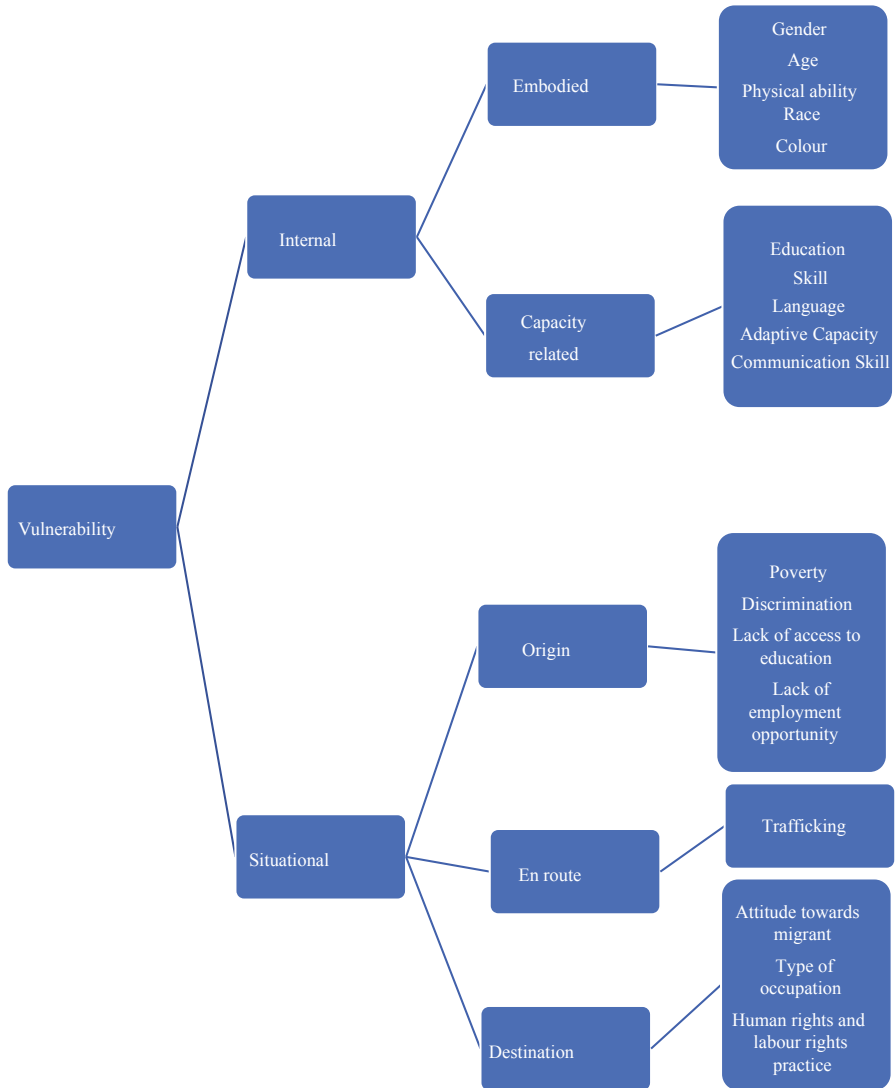 Vulnerability
Internal
Embodied
Gender
Age
Physical ability
Race
Colour
Capacity
related
Education
Skill
Language
Adaptive Capacity
Communication Skill
Situational
Origin
Poverty
Discrimination
Lack of access to
education
Lack of
employment
opportunity
En route
Trafficking
Destination
Attitude towards
migrant
Type of
occupation
Human rights and
labour rights
practice